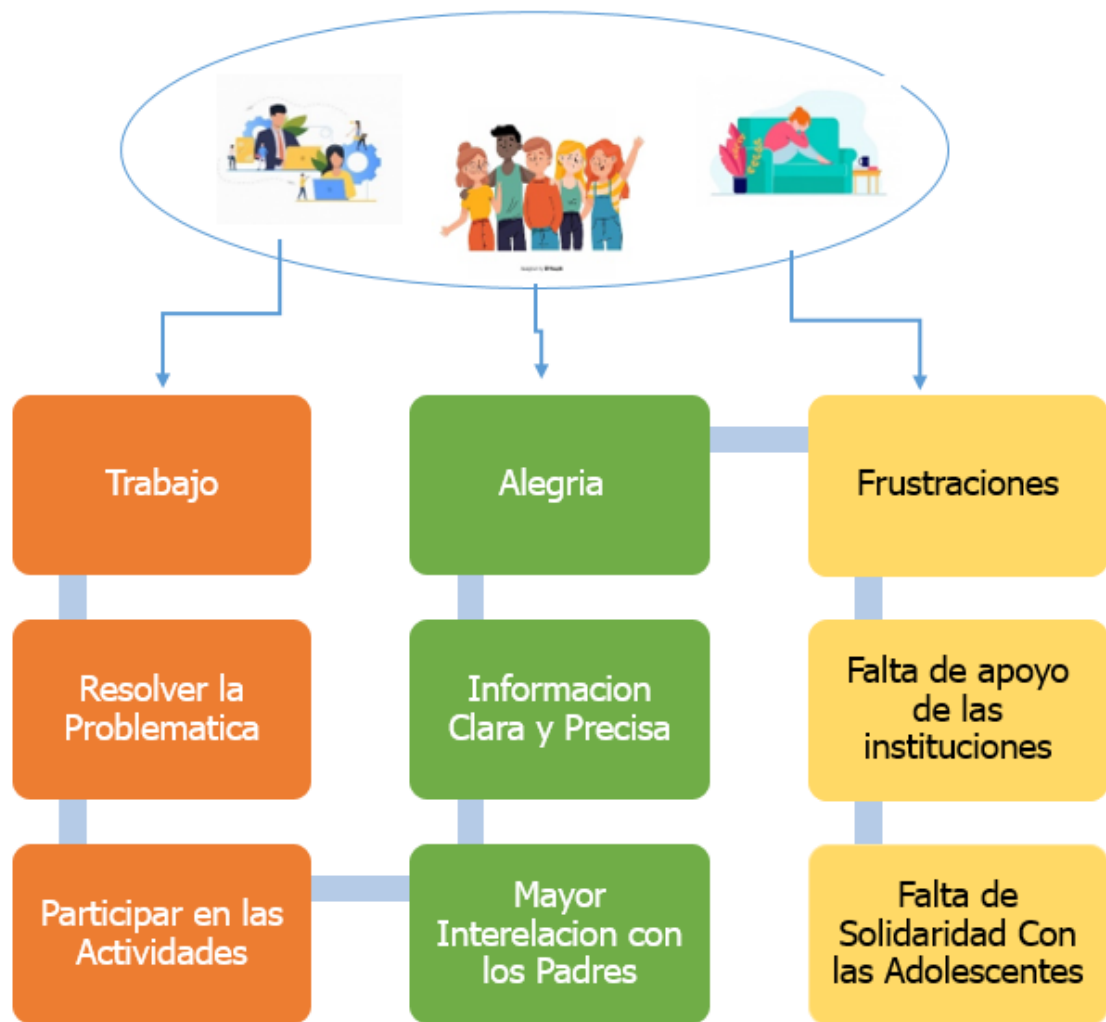 Trabajo
Alegria
Frustraciones
Resolver la
Problematica
Informacion
Clara y Precisa
Falta de apoyo
de las
instituciones
Participar en las
Actividades
Mayor
Interelacion con
los Padres
Falta de
Solidaridad Con
las Adolescentes